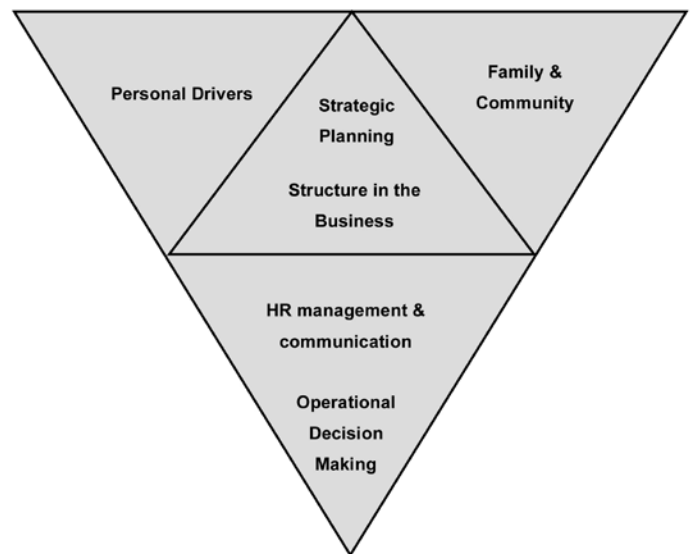 Personal Drivers
Family &
Community
Strategic
Planning
Structure in the
Business
HR management &
communication
Operational
Decision
Making